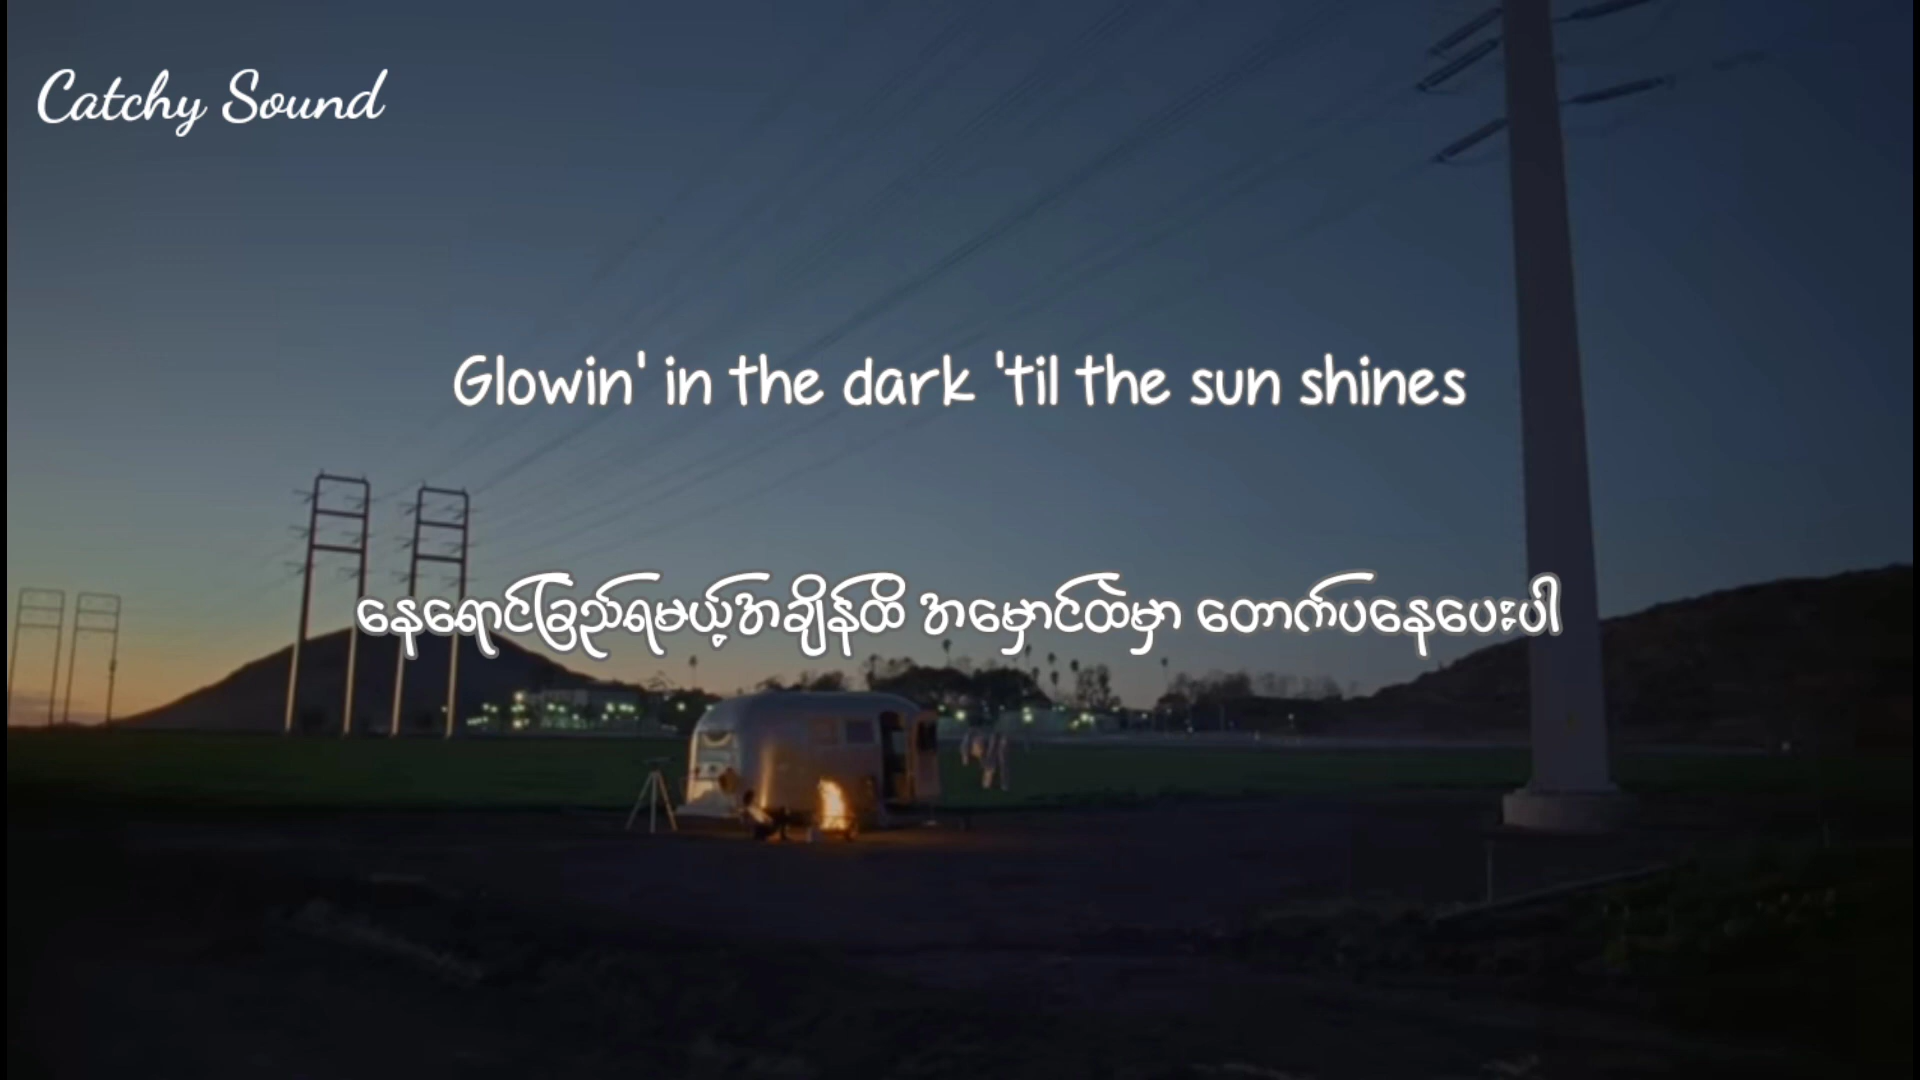 Catchy Sound
Glowin' in the dark 'til the sun shines
နေရောင်ခြည်ရမယ့်အချိန်ထိ အမှောင်ထဲမှာ တောက်ပနေပေးပါ